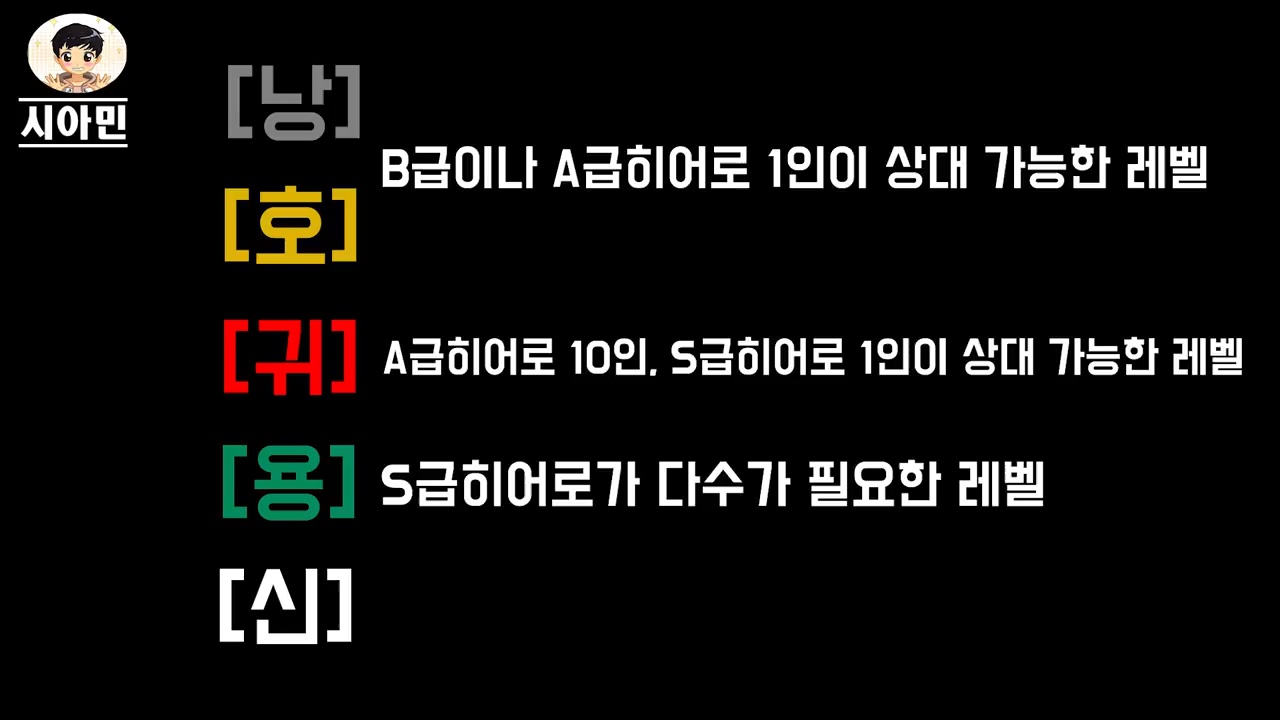 시아민
[낭]
B급이나 A급히어로 1인이 상대 가능한 레벨
[호]
[귀] A급히어로 10인, S급히어로 1인이 상대 가능한 레벨
[용] S급히어로가 다수가 필요한 레벨
[신]